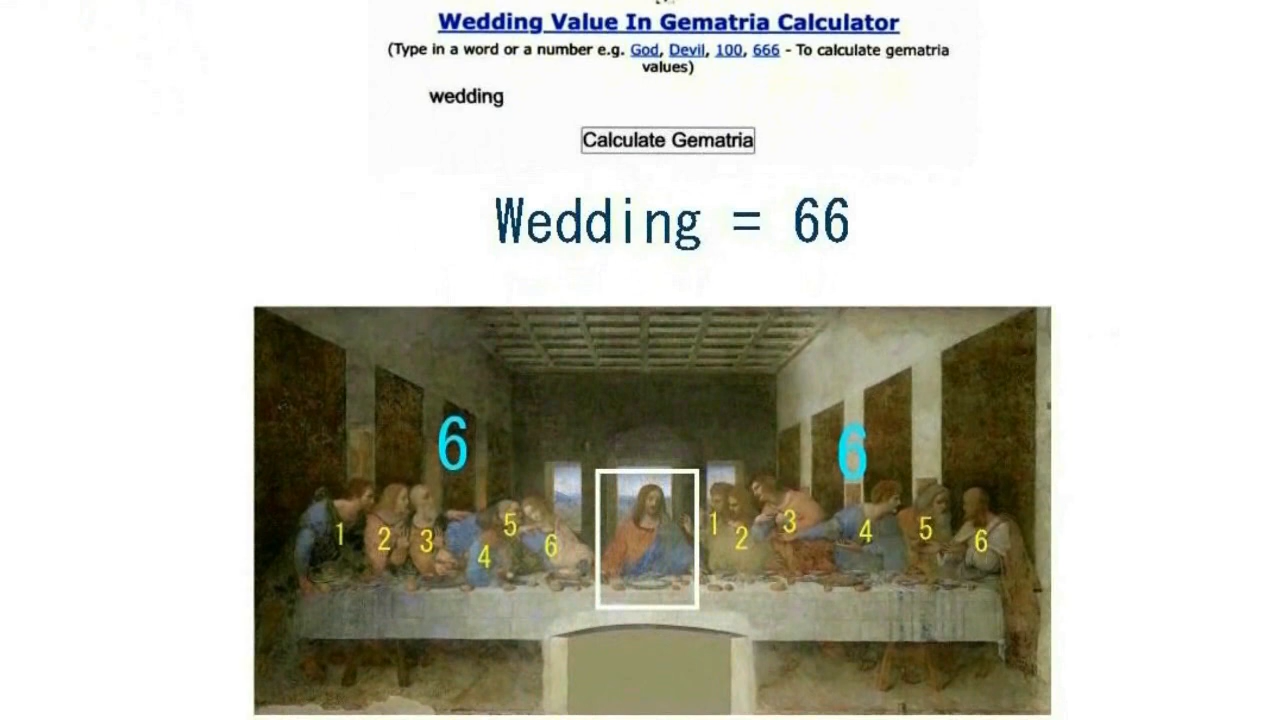 Wedding Value In Gematria Calculator
(Type in a word or a number e.g. God, Devil, 100, 666 - To calculate gematria
values)
wedding
Calculate Gematria
Wedding = 66
6 6
1 2 3 4 5 6 1 2 3 4 5 6